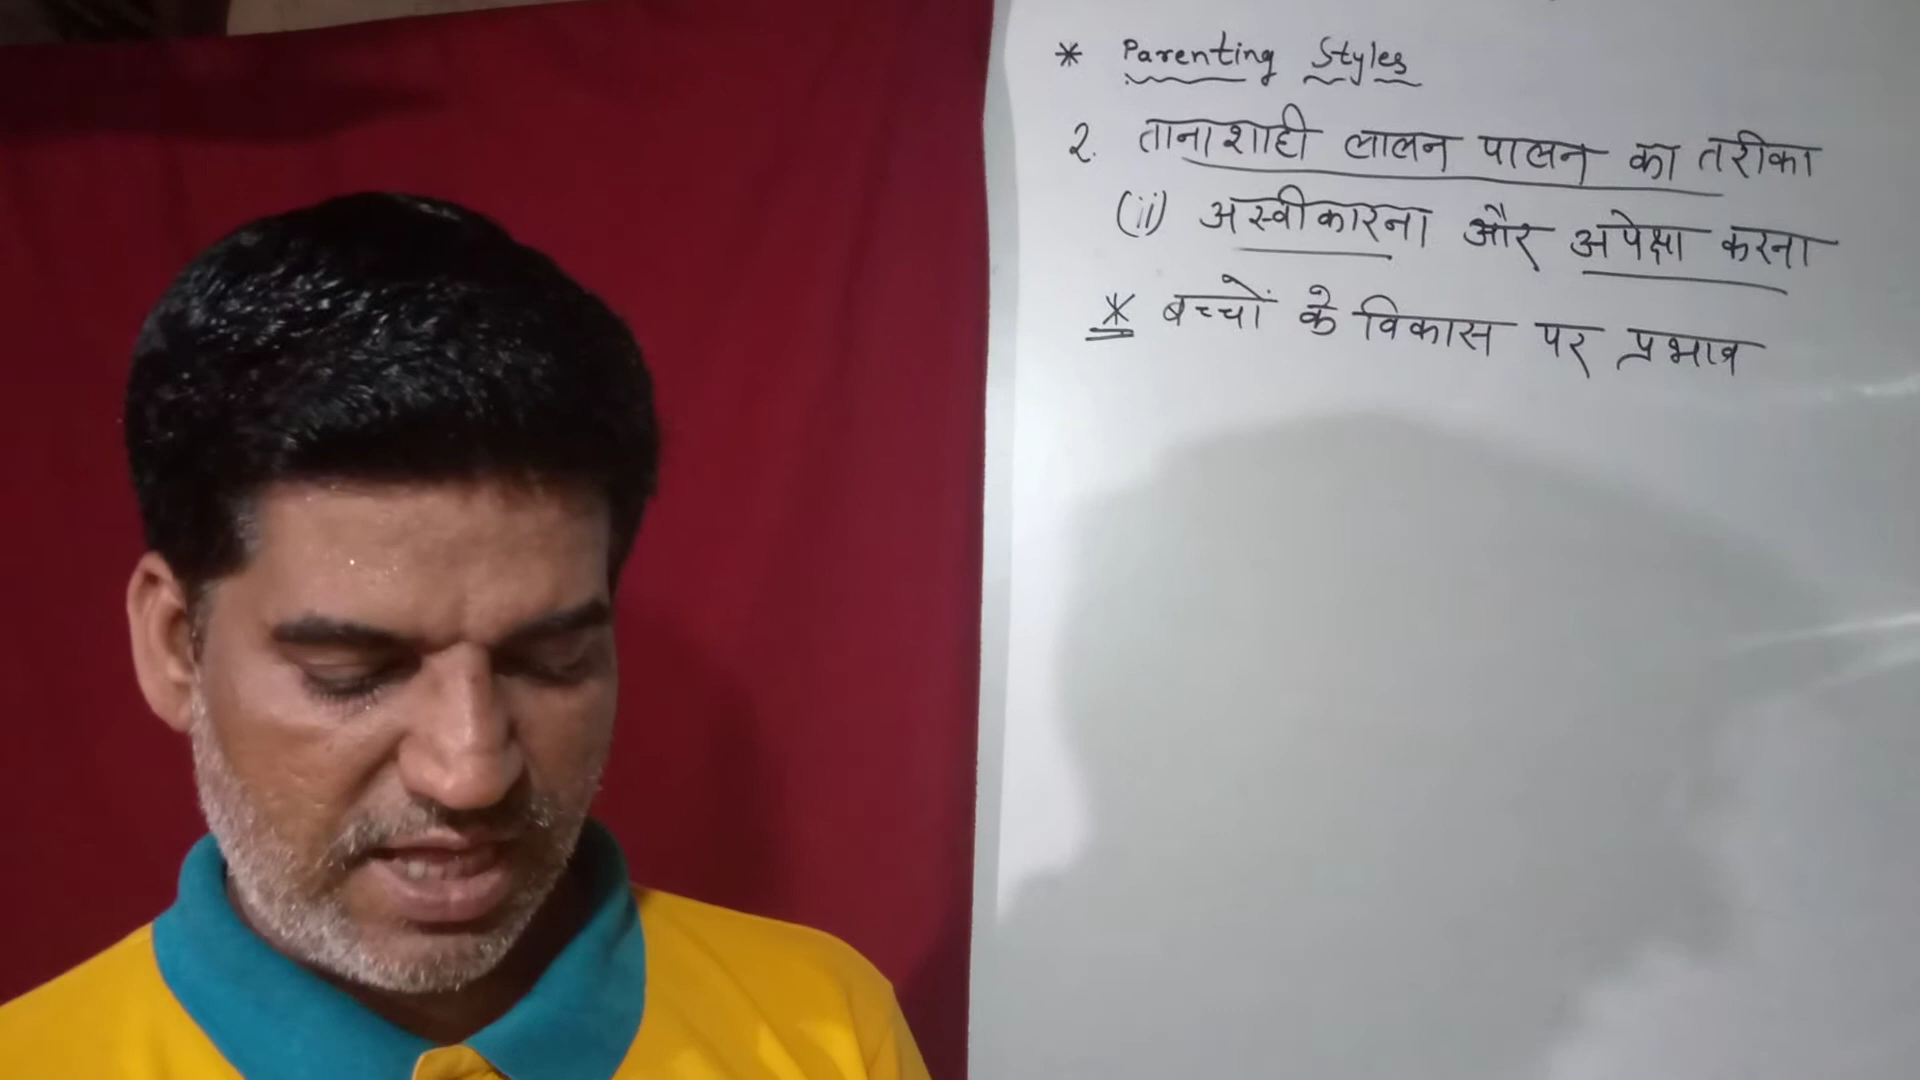 * Parenting Styles
2. तानाशाही लालन पालन का तरीका
(ii) अस्वीकारना और अपेक्षा करना
* बच्चों के विकास पर प्रभाव